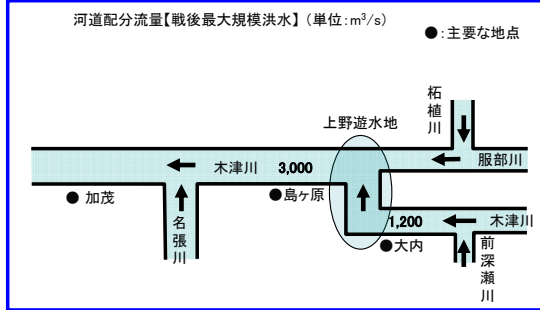 河道配分流量【戦後最大規模洪水】 (単位:m³/s)
●:主要な地点
柘植川
上野遊水地
服部川
木津川
3,000
●加茂
●島ヶ原
名張川
1,200
木津川
●大内
前深瀬川